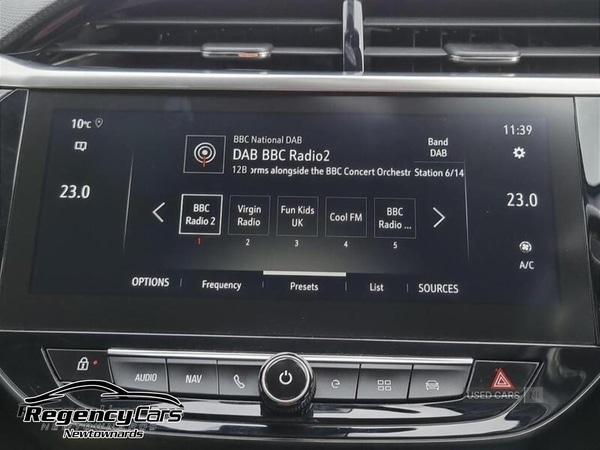 10°C
11:39
BBC National DAB
DAB BBC Radio2
12B orms alongside the BBC Concert Orchestr Station 6/14
Band
DAB
23.0
23.0
BBC
Radio 2
Virgin
Radio
Fun Kids
UK
Cool FM
BBC
Radio ...
1
2
3
4
5
A/C
OPTIONS
Frequency
Presets
List
SOURCES
AUDIO
NAV
Regency Cars
NEWTOWNARDS
Newtownards
USED CARS NI